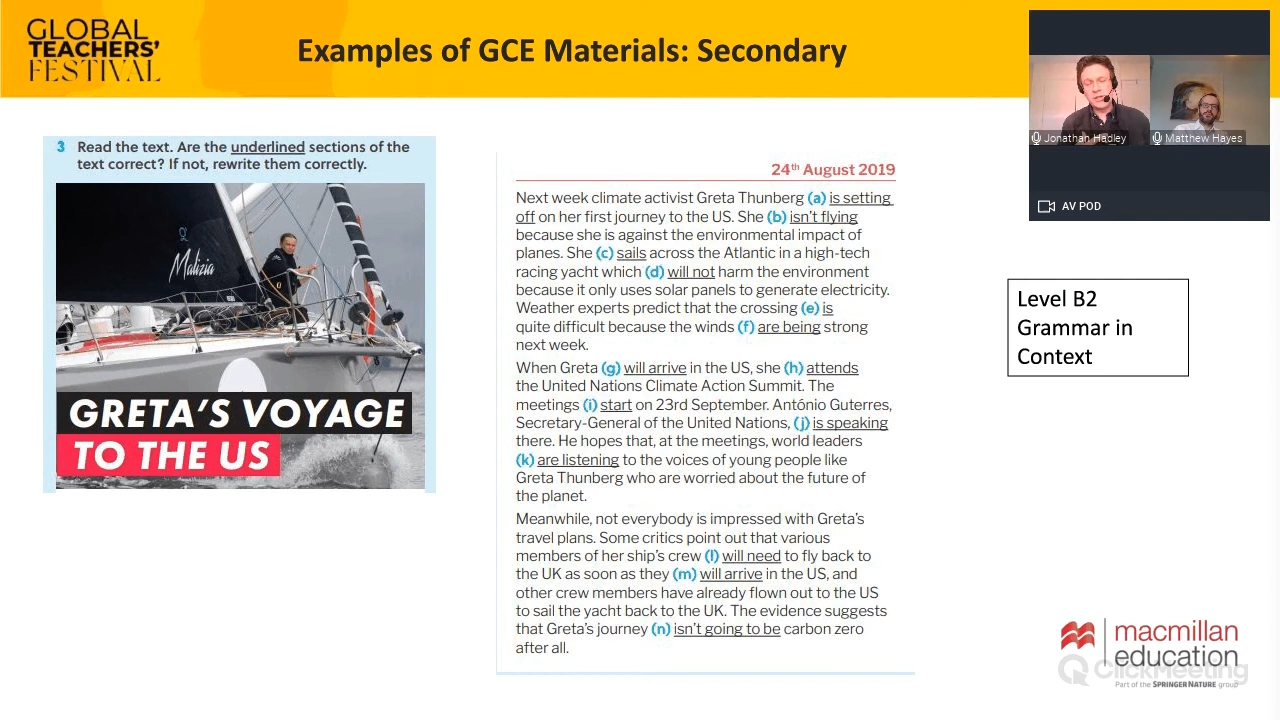 GLOBAL
TEACHERS'
FESTIVAL
Examples of GCE Materials: Secondary
Jonathan Hadley
Matthew Hayes
AV POD
3 Read the text. Are the underlined sections of the
text correct? If not, rewrite them correctly.
Malizia
GRETA'S VOYAGE
TO THE US
24th August 2019
Next week climate activist Greta Thunberg (a) is setting
off on her first journey to the US. She (b) isn't flying
because she is against the environmental impact of
planes. She (c) sails across the Atlantic in a high-tech
racing yacht which (d) will not harm the environment
because it only uses solar panels to generate electricity.
Weather experts predict that the crossing (e) is
quite difficult because the winds (f) are being strong
next week.
When Greta (g) will arrive in the US, she (h) attends
the United Nations Climate Action Summit. The
meetings (i) start on 23rd September. António Guterres,
Secretary-General of the United Nations, (j) is speaking
there. He hopes that, at the meetings, world leaders
(k) are listening to the voices of young people like
Greta Thunberg who are worried about the future of
the planet.
Meanwhile, not everybody is impressed with Greta's
travel plans. Some critics point out that various
members of her ship's crew (l) will need to fly back to
the UK as soon as they (m) will arrive in the US, and
other crew members have already flown out to the US
to sail the yacht back to the UK. The evidence suggests
that Greta's journey (n) isn't going to be carbon zero
after all.
Level B2
Grammar in
Context
macmillan
education
ClickMeeting
Part of the SPRINGER NATURE group